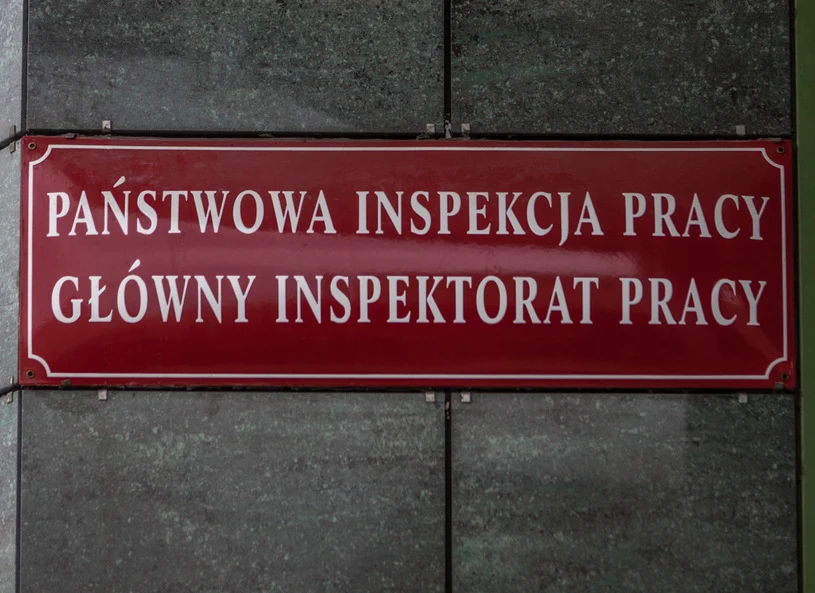 PAŃSTWOWA INSPEKCJA PRACY
GŁÓWNY INSPEKTORAT PRACY